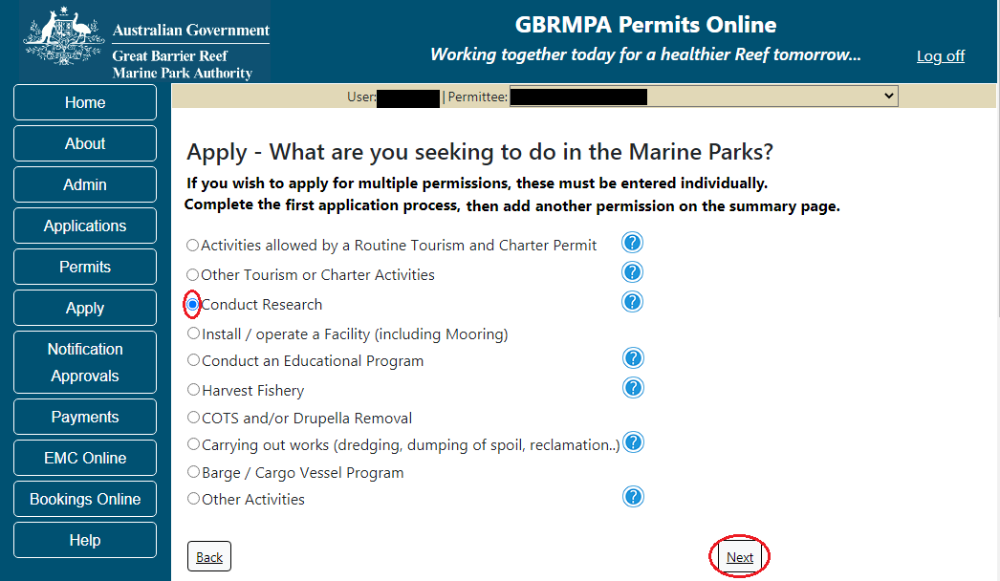 Australian Government
Great Barrier Reef
Marine Park Authority
GBRMPA Permits Online
Working together today for a healthier Reef tomorrow...
Log off
Home
About
Admin
Applications
Permits
Apply
Notification
Approvals
Payments
EMC Online
Bookings Online
Help
User: | Permittee:
Apply - What are you seeking to do in the Marine Parks?
If you wish to apply for multiple permissions, these must be entered individually.
Complete the first application process, then add another permission on the summary page.
Activities allowed by a Routine Tourism and Charter Permit ?
Other Tourism or Charter Activities ?
Conduct Research ?
Install / operate a Facility (including Mooring)
Conduct an Educational Program ?
Harvest Fishery ?
COTS and/or Drupella Removal
Carrying out works (dredging, dumping of spoil, reclamation..) ?
Barge / Cargo Vessel Program
Other Activities ?
Back
Next